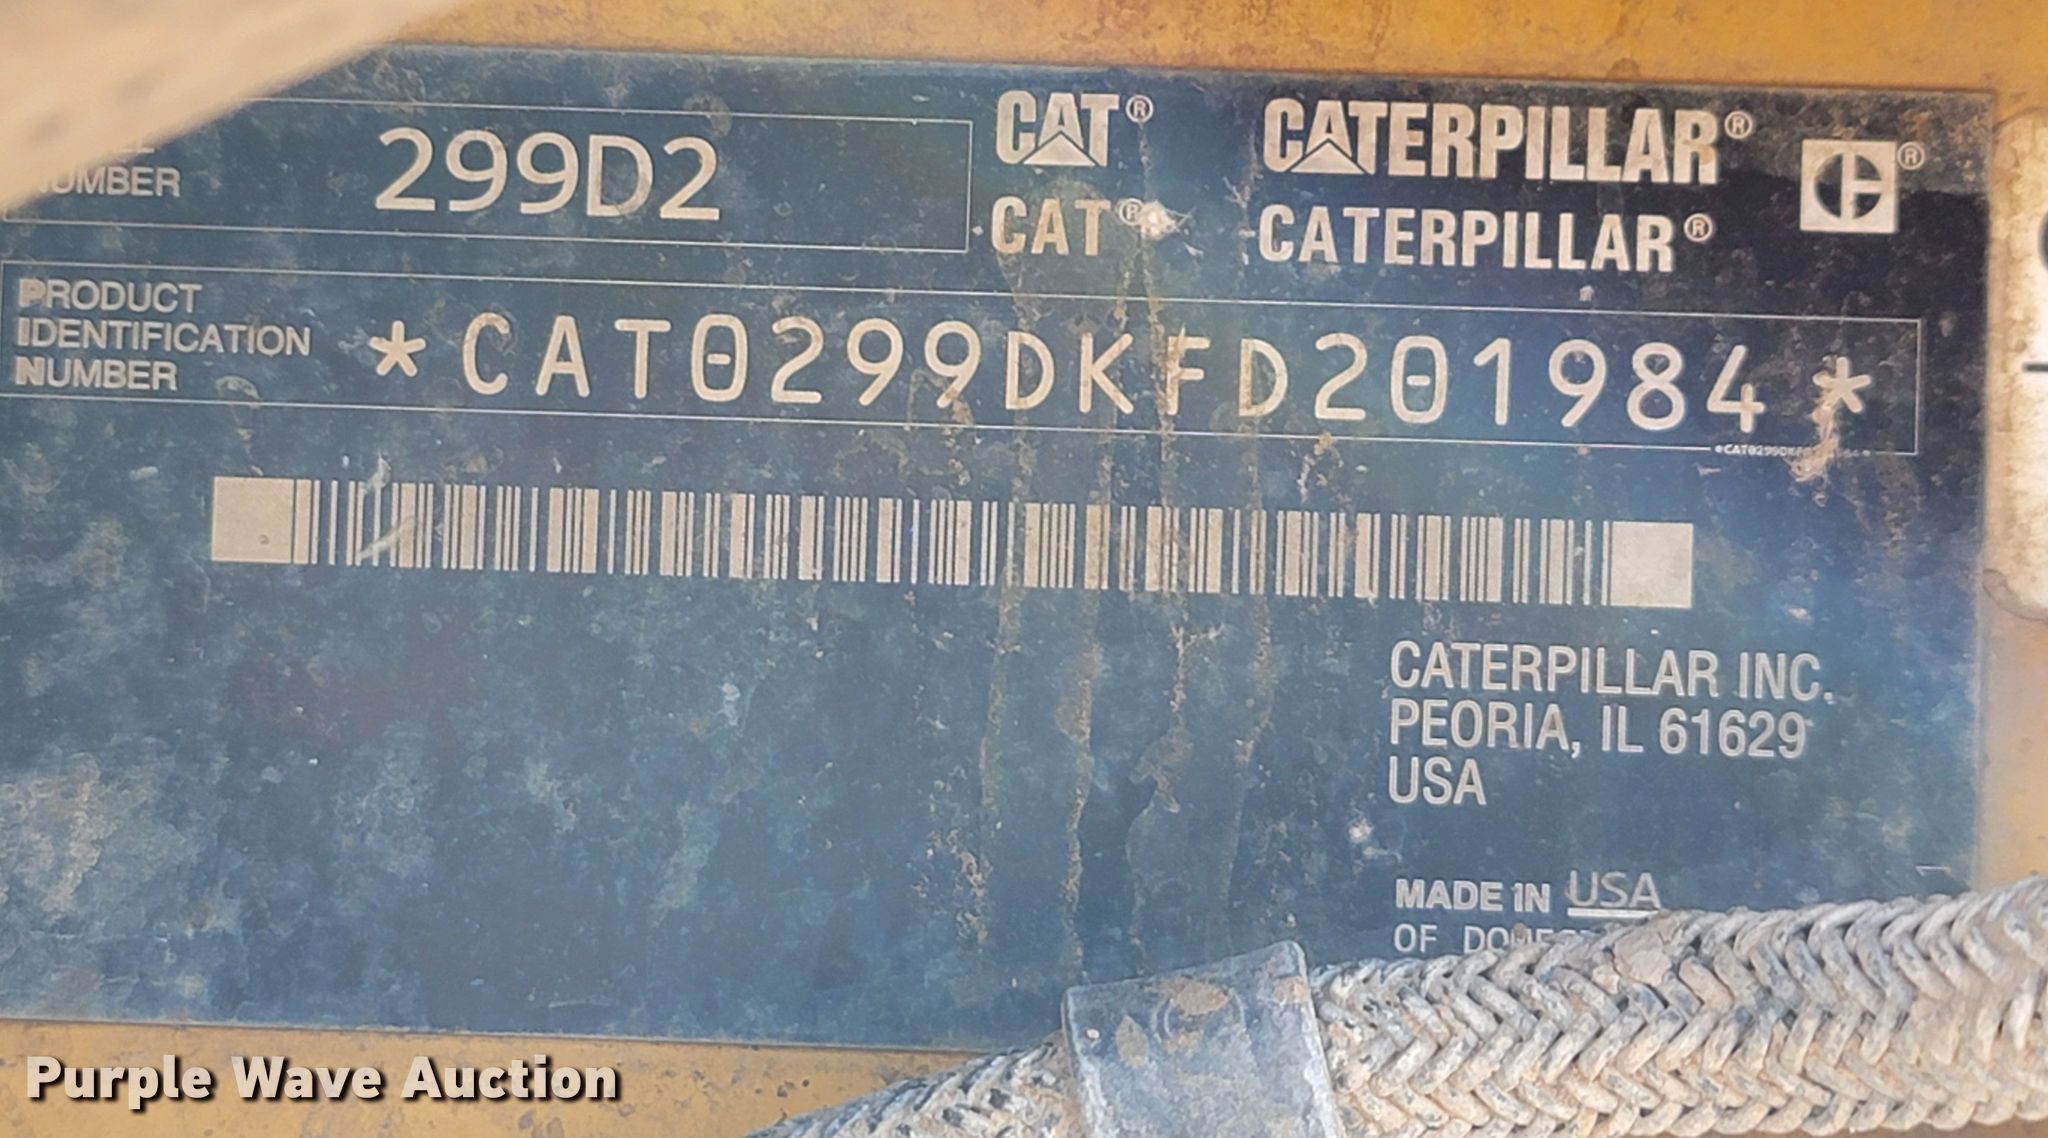 NUMBER
299D2
CAT® CATERPILLAR®
CAT® CATERPILLAR®
PRODUCT
IDENTIFICATION
NUMBER
*CAT0299DKFD201984*
CATERPILLAR INC.
PEORIA, IL 61629
USA
MADE IN USA
OF
Purple Wave Auction